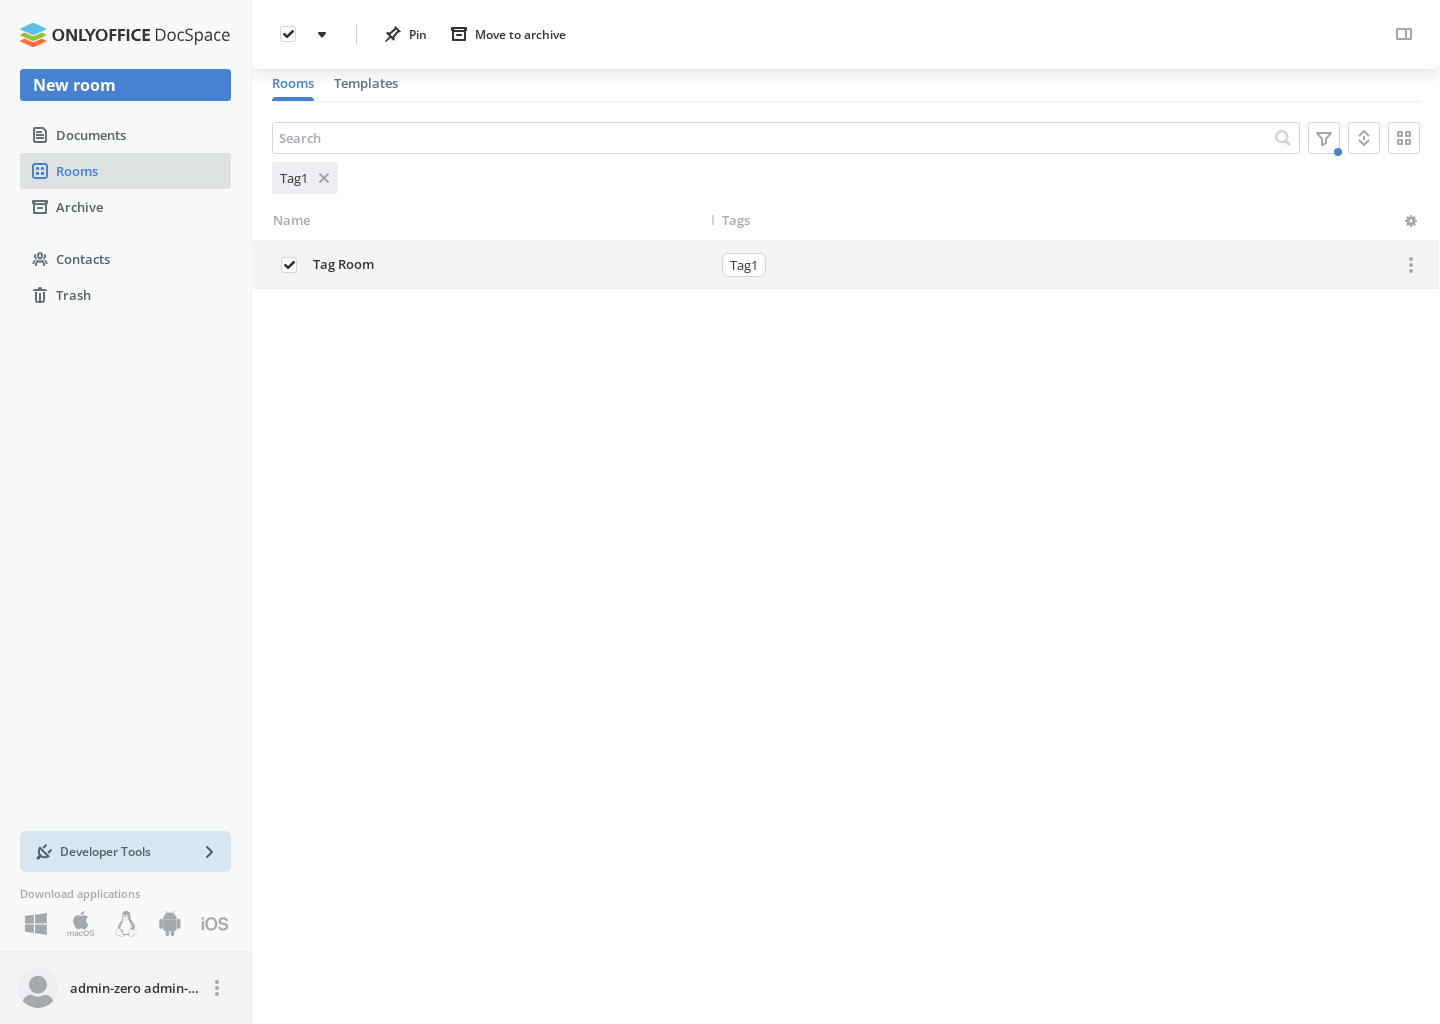 ONLYOFFICE DocSpace
New room
Documents
Rooms
Archive
Contacts
Trash
Developer Tools
Download applications
macOS
iOS
admin-zero admin-...
Pin
Move to archive
Rooms
Templates
Search
Tag1
Name
Tags
Tag Room
Tag1